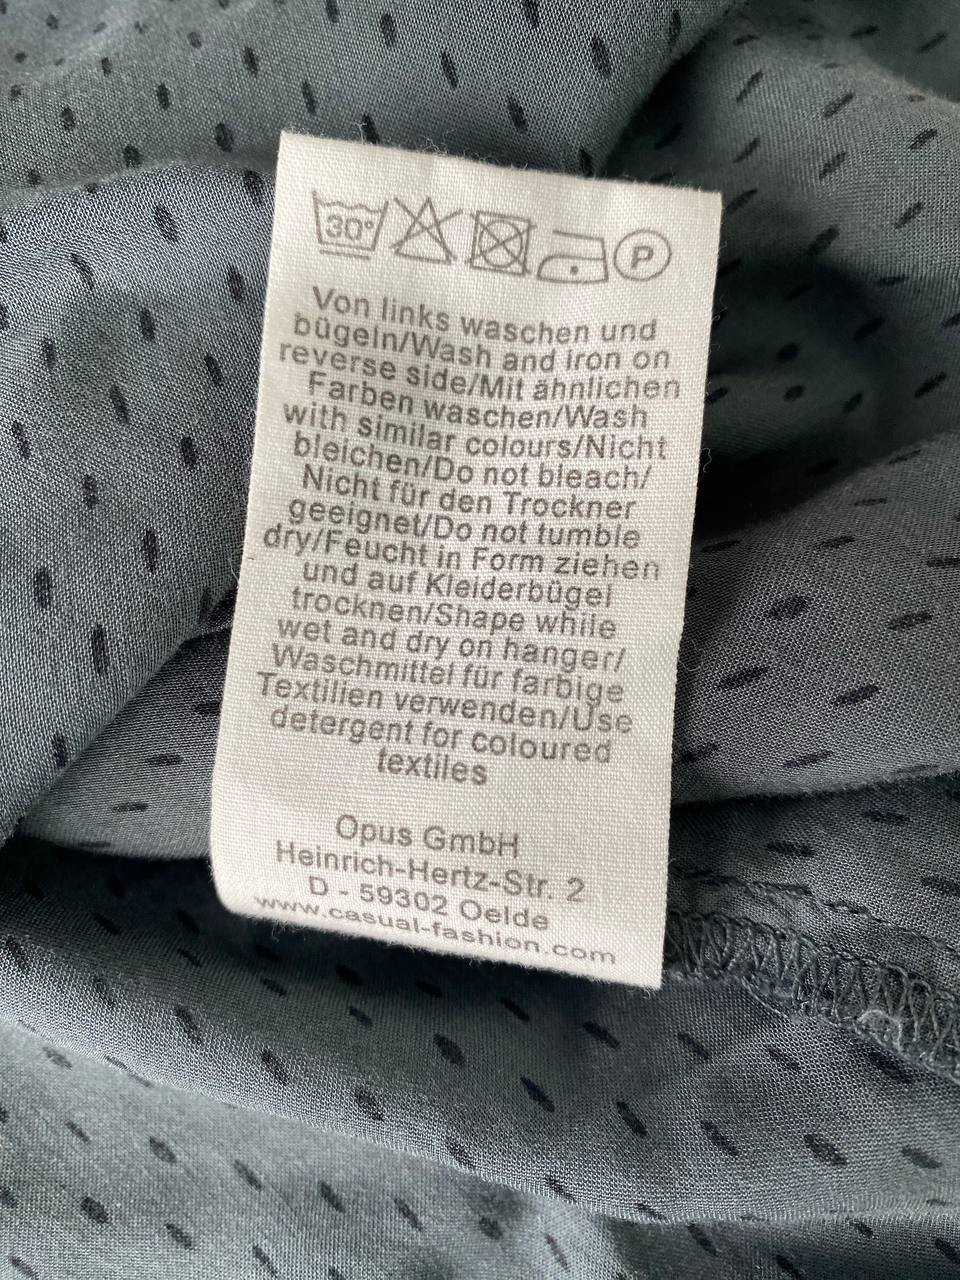 30°
P
Von links waschen und
bügeln/Wash and iron on
reverse side/Mit ähnlichen
Farben waschen/Wash
with similar colours/Nicht
bleichen/Do not bleach/
Nicht für den Trockner
geeignet/Do not tumble
dry/Feucht in Form ziehen
und auf Kleiderbügel
trocknen/Shape while
wet and dry on hanger/
Waschmittel für farbige
Textilien verwenden/Use
detergent for coloured
textiles
Opus GmbH
Heinrich-Hertz-Str. 2
D - 59302 Oelde
www.casual-fashion.com